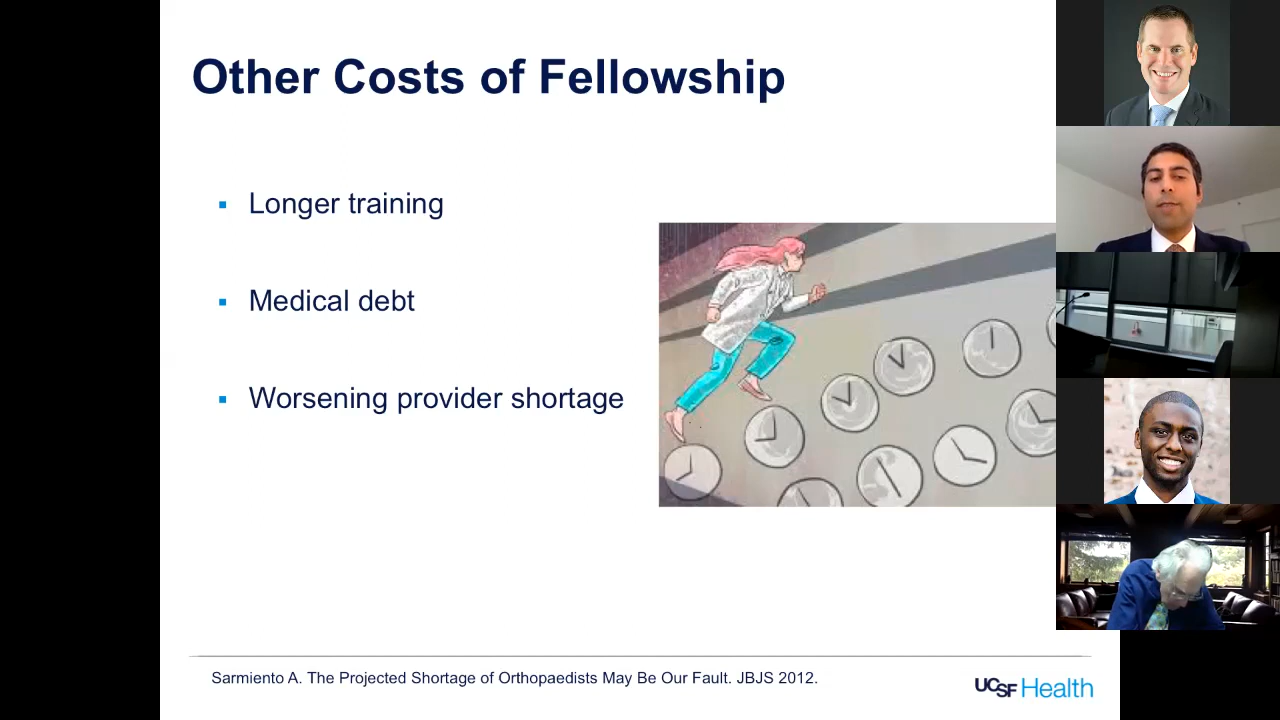 Other Costs of Fellowship
▪ Longer training
▪ Medical debt
▪ Worsening provider shortage
Sarmiento A. The Projected Shortage of Orthopaedists May Be Our Fault. JBJS 2012.
UCSF Health